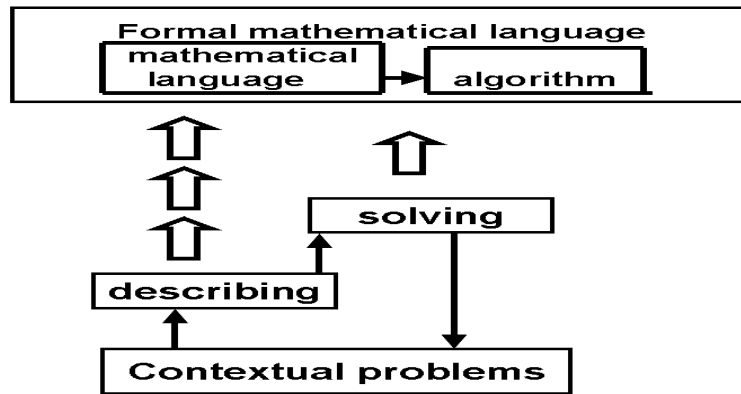 Formal mathematical language
mathematical
language
algorithm
solving
describing
Contextual problems